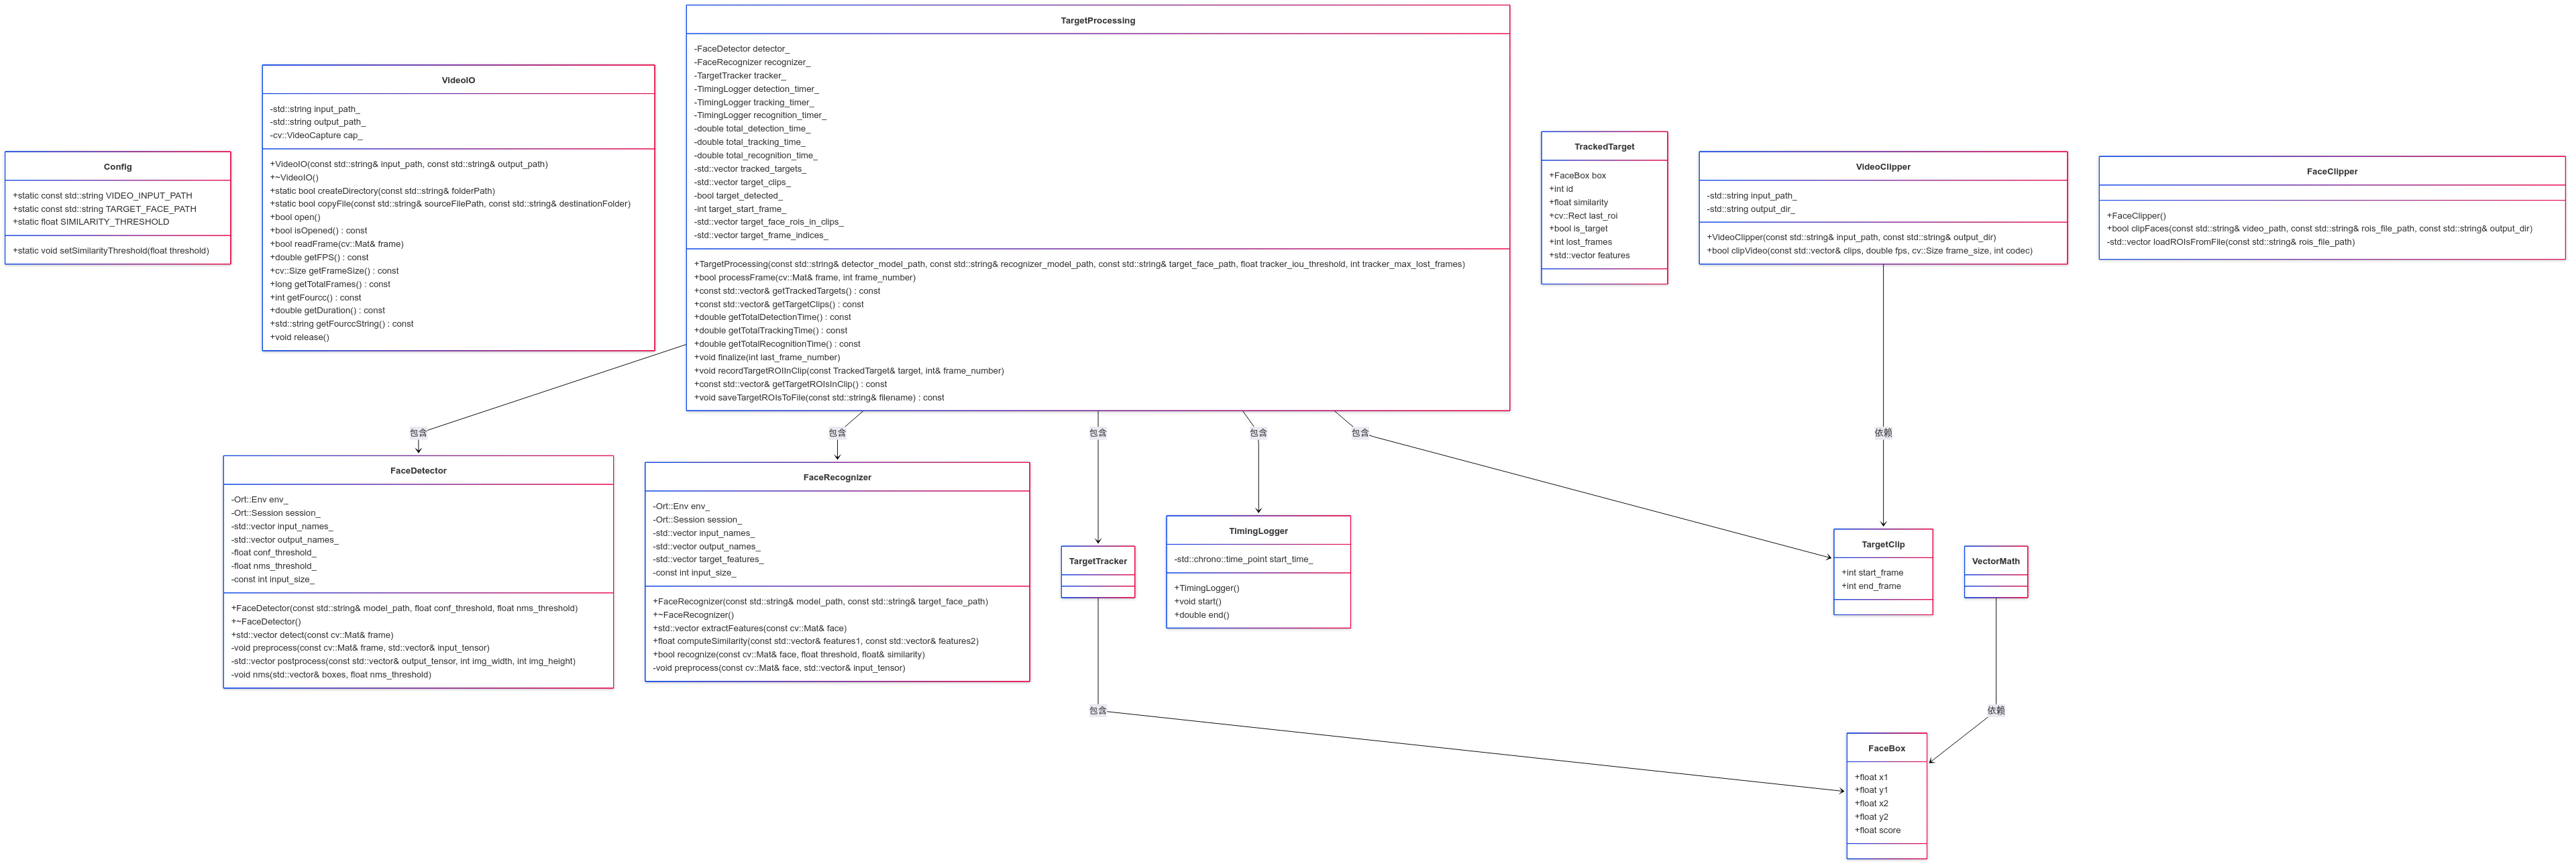 Config
+static const std::string VIDEO_INPUT_PATH
+static const std::string TARGET_FACE_PATH
+static float SIMILARITY_THRESHOLD
+static void setSimilarityThreshold(float threshold)
VideoIO
-std::string input_path_
-std::string output_path_
-cv::VideoCapture cap_
+VideoIO(const std::string& input_path, const std::string& output_path)
+~VideoIO()
+static bool createDirectory(const std::string& folderPath)
+static bool copyFile(const std::string& sourceFilePath, const std::string& destinationFolder)
+bool open()
+bool isOpened() : const
+bool readFrame(cv::Mat& frame)
+double getFPS() : const
+cv::Size getFrameSize() : const
+long getTotalFrames() : const
+int getFourcc() : const
+double getDuration() : const
+std::string getFourccString() : const
+void release()
TargetProcessing
-FaceDetector detector_
-FaceRecognizer recognizer_
-TargetTracker tracker_
-TimingLogger detection_timer_
-TimingLogger tracking_timer_
-TimingLogger recognition_timer_
-double total_detection_time_
-double total_tracking_time_
-double total_recognition_time_
-std::vector tracked_targets_
-std::vector target_clips_
-bool target_detected_
-int target_start_frame_
-std::vector target_face_rois_in_clips_
-std::vector target_frame_indices_
+TargetProcessing(const std::string& detector_model_path, const std::string& recognizer_model_path, const std::string& target_face_path, float tracker_iou_threshold, int tracker_max_lost_frames)
+bool processFrame(cv::Mat& frame, int frame_number)
+const std::vector& getTrackedTargets() : const
+const std::vector& getTargetClips() : const
+double getTotalDetectionTime() : const
+double getTotalTrackingTime() : const
+double getTotalRecognitionTime() : const
+void finalize(int last_frame_number)
+void recordTargetROIInClip(const TrackedTarget& target, int& frame_number)
+const std::vector& getTargetROIsInClip() : const
+void saveTargetROIsToFile(const std::string& filename) : const
TrackedTarget
+FaceBox box
+int id
+float similarity
+cv::Rect last_roi
+bool is_target
+int lost_frames
+std::vector features
VideoClipper
-std::string input_path_
-std::string output_dir_
+VideoClipper(const std::string& input_path, const std::string& output_dir)
+bool clipVideo(const std::vector& clips, double fps, cv::Size frame_size, int codec)
FaceClipper
+FaceClipper()
+bool clipFaces(const std::string& video_path, const std::string& rois_file_path, const std::string& output_dir)
-std::vector loadROIsFromFile(const std::string& rois_file_path)
包含
包含
包含
包含
包含
依赖
FaceDetector
-Ort::Env env_
-Ort::Session session_
-std::vector input_names_
-std::vector output_names_
-float conf_threshold_
-float nms_threshold_
-const int input_size_
+FaceDetector(const std::string& model_path, float conf_threshold, float nms_threshold)
+~FaceDetector()
+std::vector detect(const cv::Mat& frame)
-void preprocess(const cv::Mat& frame, std::vector& input_tensor)
-std::vector postprocess(const std::vector& output_tensor, int img_width, int img_height)
-void nms(std::vector& boxes, float nms_threshold)
FaceRecognizer
-Ort::Env env_
-Ort::Session session_
-std::vector input_names_
-std::vector output_names_
-std::vector target_features_
-const int input_size_
+FaceRecognizer(const std::string& model_path, const std::string& target_face_path)
+~FaceRecognizer()
+std::vector extractFeatures(const cv::Mat& face)
+float computeSimilarity(const std::vector& features1, const std::vector& features2)
+bool recognize(const cv::Mat& face, float threshold, float& similarity)
-void preprocess(const cv::Mat& face, std::vector& input_tensor)
TargetTracker
TimingLogger
-std::chrono::time_point start_time_
+TimingLogger()
+void start()
+double end()
TargetClip
+int start_frame
+int end_frame
VectorMath
包含
依赖
FaceBox
+float x1
+float y1
+float x2
+float y2
+float score